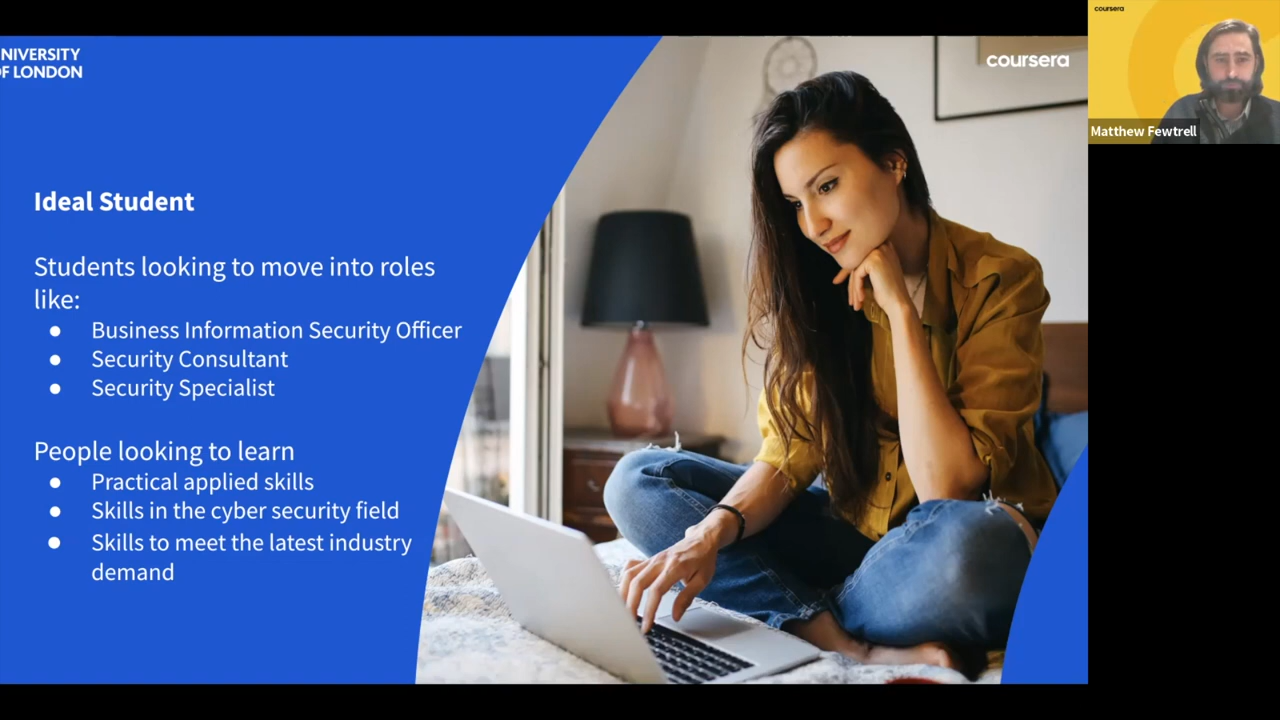 NIVERSITY
OF LONDON
coursera
coursera
Matthew Fewtrell
Ideal Student
Students looking to move into roles
like:
● Business Information Security Officer
● Security Consultant
● Security Specialist
People looking to learn
● Practical applied skills
● Skills in the cyber security field
● Skills to meet the latest industry
demand